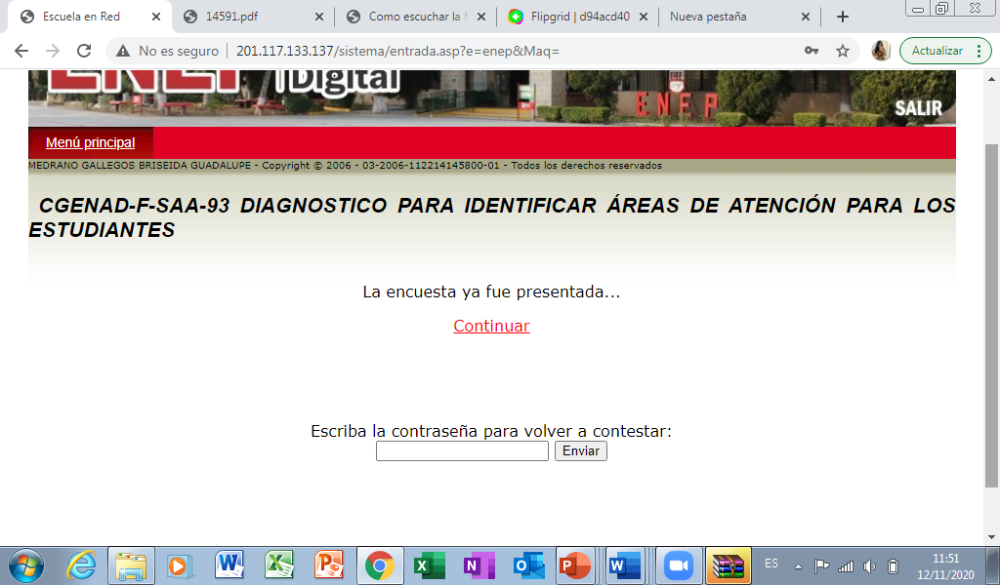 Escuela en Red
14591.pdf
Como escuchar la
Flipgrid | d94acd40
Nueva pestaña
No es seguro
201.117.133.137/sistema/entrada.asp?e=enep&Maq=
Actualizar
Digital
ENEP
SALIR
Menú principal
MEDRANO GALLEGOS BRISEIDA GUADALUPE - Copyright © 2006 - 03-2006-112214145800-01 - Todos los derechos reservados
CGENAD-F-SAA-93 DIAGNOSTICO PARA IDENTIFICAR ÁREAS DE ATENCIÓN PARA LOS
ESTUDIANTES
La encuesta ya fue presentada...
Continuar
Escriba la contraseña para volver a contestar:
Enviar
ES
11:51
12/11/2020